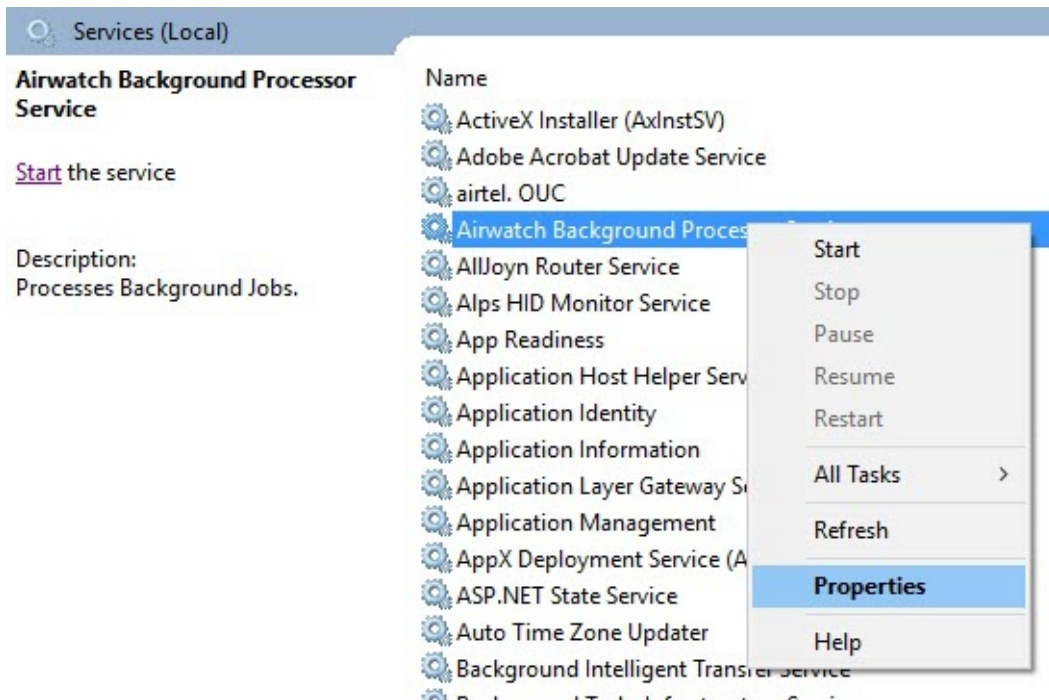 Services (Local)
Airwatch Background Processor
Service
Start the service
Description:
Processes Background Jobs.
Name
ActiveX Installer (AxInstSV)
Adobe Acrobat Update Service
airtel. OUC
Airwatch Background Proces
AllJoyn Router Service
Alps HID Monitor Service
App Readiness
Application Host Helper Serv
Application Identity
Application Information
Application Layer Gateway Se
Application Management
AppX Deployment Service (A
ASP.NET State Service
Auto Time Zone Updater
Background Intelligent Transfer Service
Start
Stop
Pause
Resume
Restart
All Tasks
Refresh
Properties
Help